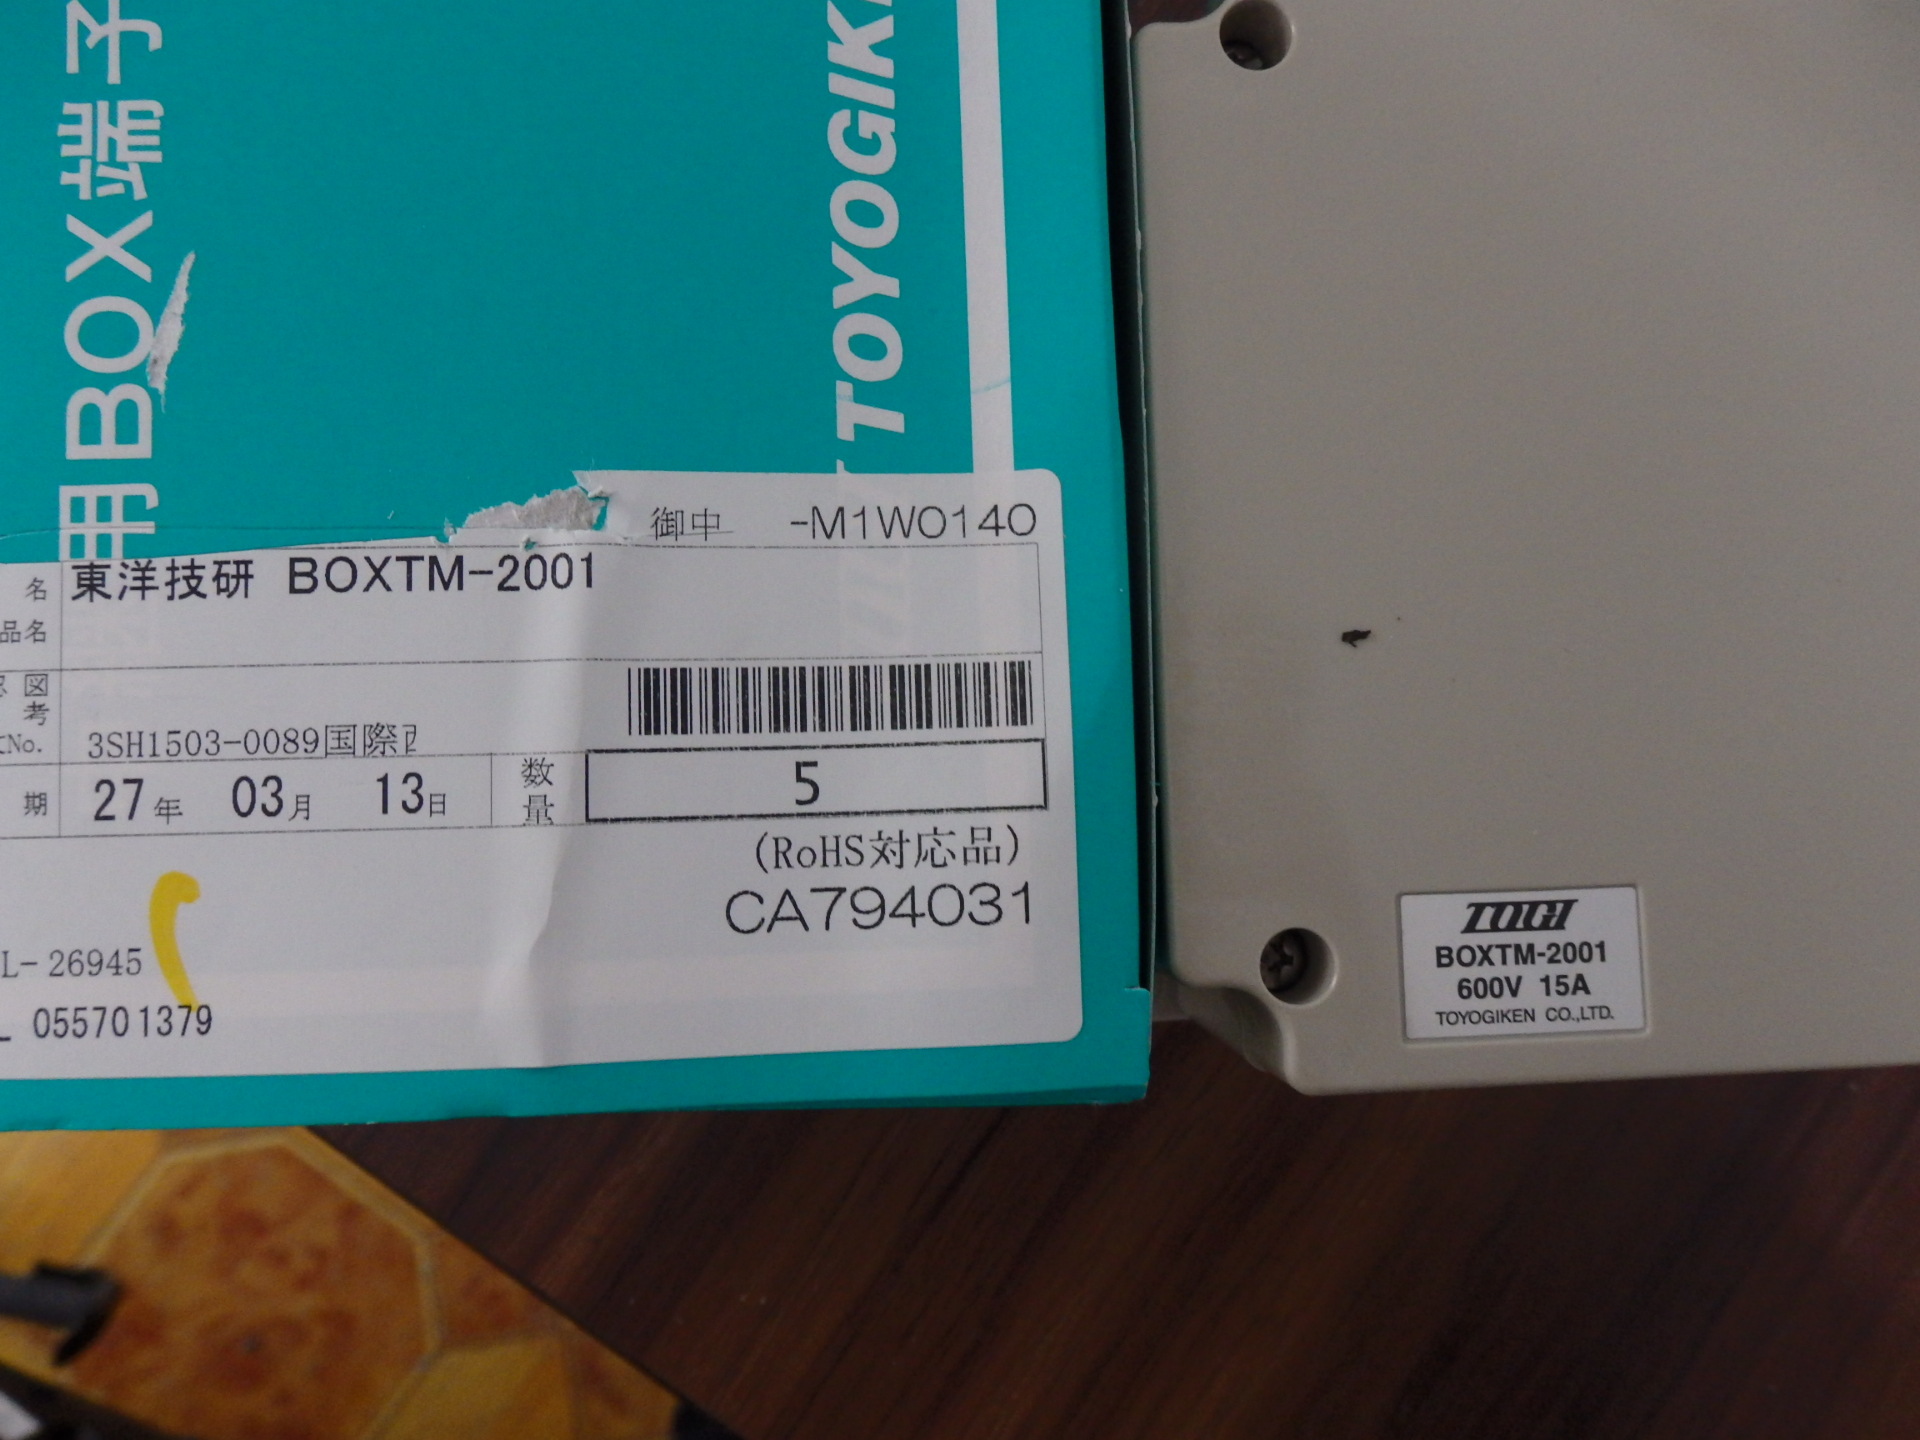 用BOX端子
TOYOGIK
御中 -M1W0140
名 東洋技研 BOXTM-2001
品名
図
考
No. 3SH1503-0089国際
期 27年 03月 13日 数量 5
(RoHS対応品)
CA794031
L-26945
055701379
TOGI
BOXTM-2001
600V 15A
TOYOGIKEN CO.,LTD.